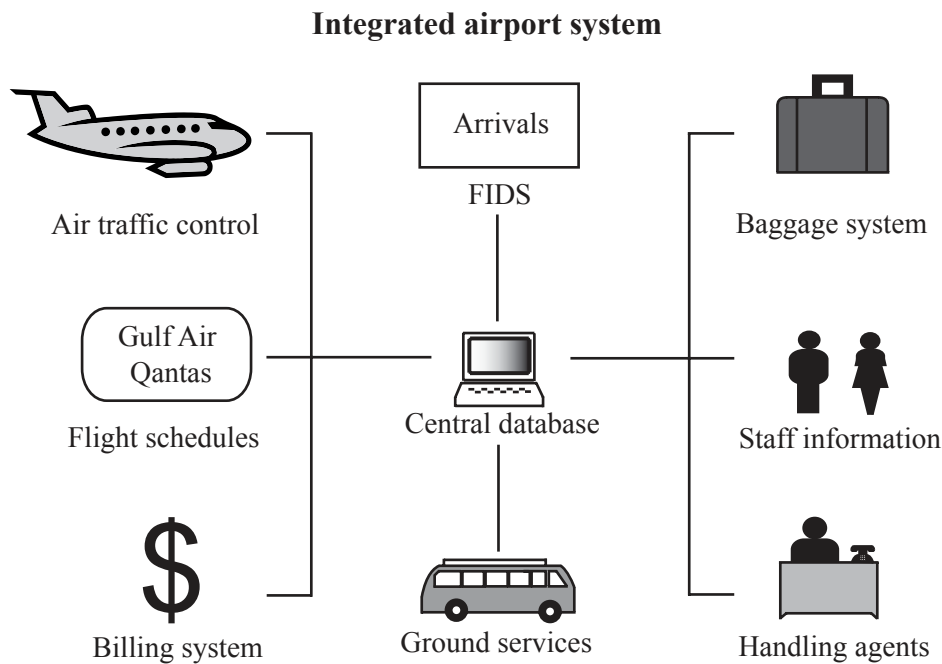 Integrated airport system
Arrivals
FIDS
Air traffic control
Baggage system
Gulf Air
Qantas
Flight schedules
Central database
Staff information
$
Billing system
Ground services
Handling agents